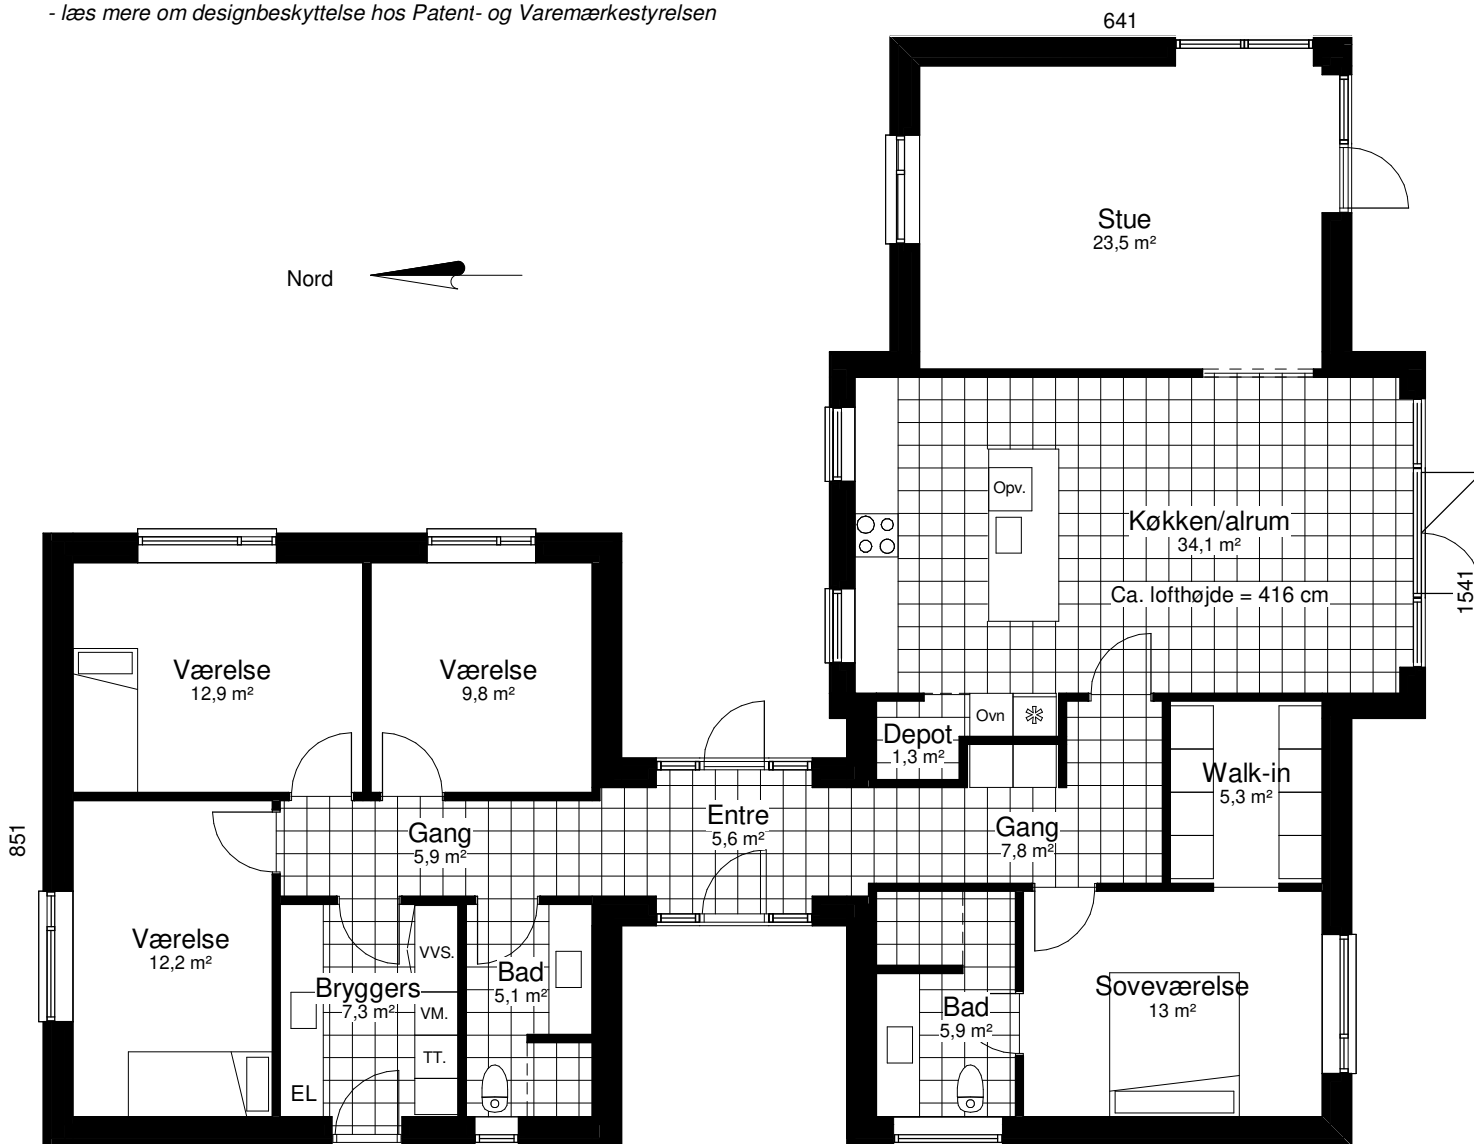 - læs mere om designbeskyttelse hos Patent- og Varemærkestyrelsen
641
Stue
23,5 m²
Nord
Opv.
Køkken/alrum
34,1 m²
Ca. lofthøjde = 416 cm
1541
Værelse
12,9 m²
Værelse
9,8 m²
Ovn
Depot
1,3 m²
Walk-in
5,3 m²
Entre
5,6 m²
Gang
5,9 m²
Gang
7,8 m²
851
Værelse
12,2 m²
VVS.
Bryggers
7,3 m²
VM.
TT.
EL
Bad
5,1 m²
Bad
5,9 m²
Soveværelse
13 m²